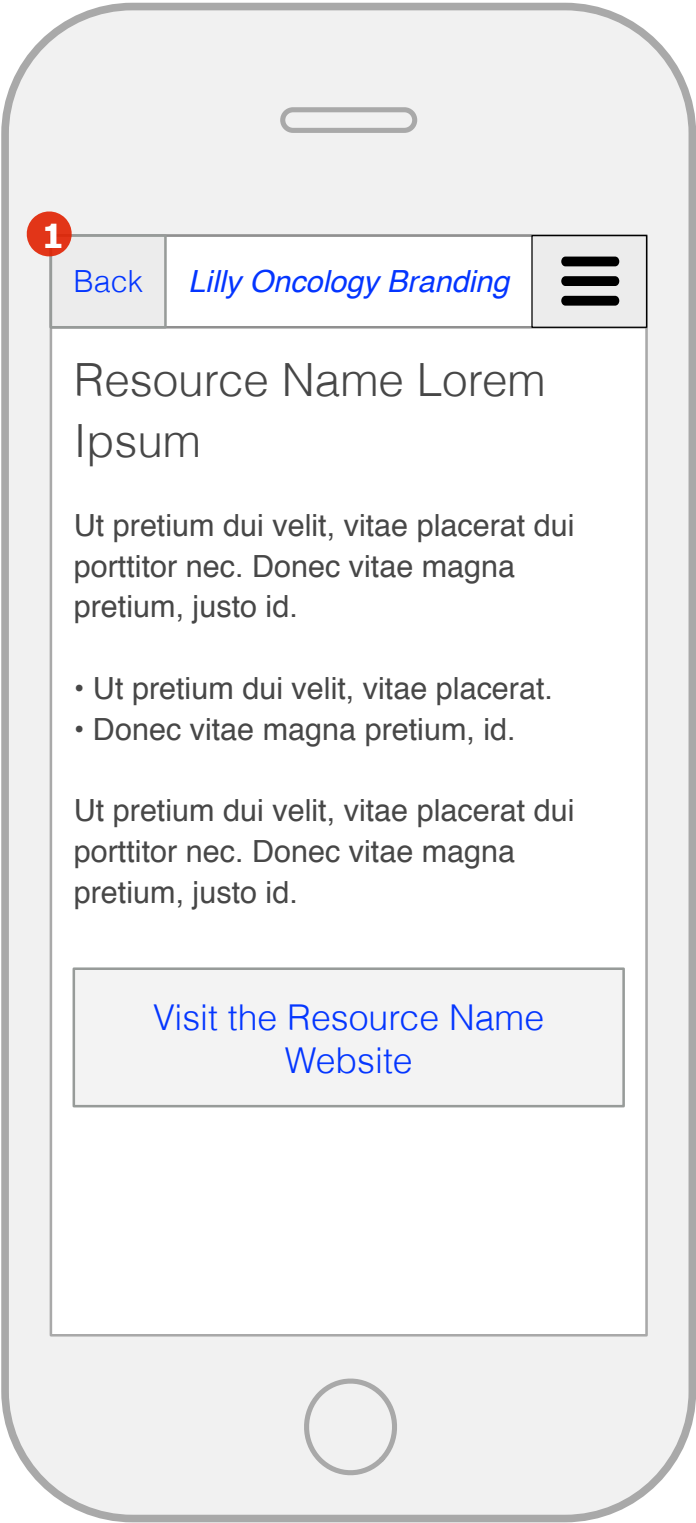 1
Back
Lilly Oncology Branding
Resource Name Lorem
Ipsum
Ut pretium dui velit, vitae placerat dui
porttitor nec. Donec vitae magna
pretium, justo id.
• Ut pretium dui velit, vitae placerat.
• Donec vitae magna pretium, id.
Ut pretium dui velit, vitae placerat dui
porttitor nec. Donec vitae magna
pretium, justo id.
Visit the Resource Name
Website